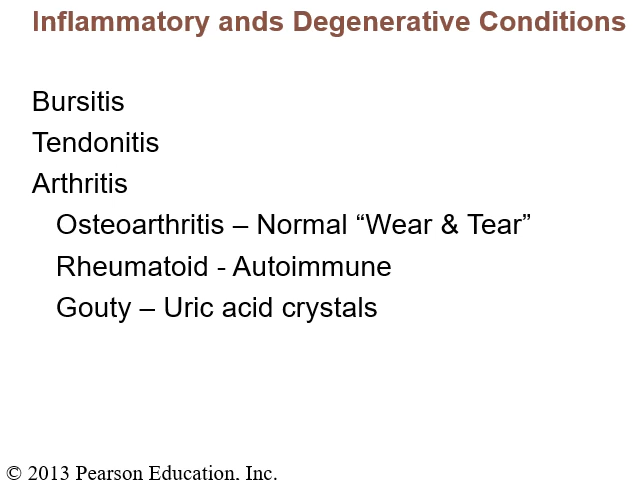 Inflammatory ands Degenerative Conditions
Bursitis
Tendonitis
Arthritis
Osteoarthritis – Normal “Wear & Tear”
Rheumatoid - Autoimmune
Gouty – Uric acid crystals
© 2013 Pearson Education, Inc.